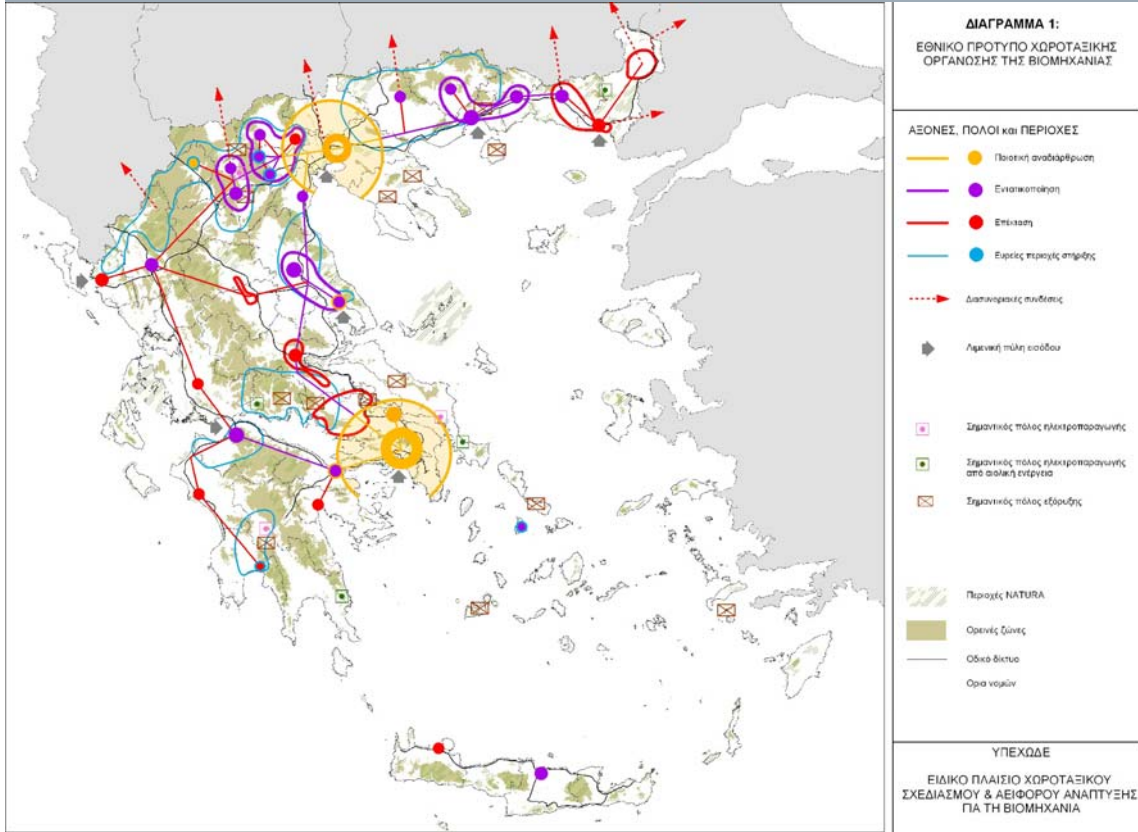 ΔΙΑΓΡΑΜΜΑ 1:
ΕΘΝΙΚΟ ΠΡΟΤΥΠΟ ΧΩΡΟΤΑΞΙΚΗΣ
ΟΡΓΑΝΩΣΗΣ ΤΗΣ ΒΙΟΜΗΧΑΝΙΑΣ
ΑΞΟΝΕΣ, ΠΟΛΟΙ και ΠΕΡΙΟΧΕΣ
Ποιοτική αναδιάρθρωση
Εντατικοποίηση
Επέκταση
Ευρείες περιοχές στήριξης
Διασυνοριακές συνδέσεις
Λιμενική πύλη εισόδου
Σημαντικός πόλος ηλεκτροπαραγωγής
Σημαντικός πόλος ηλεκτροπαραγωγής
από αιολική ενέργεια
Σημαντικός πόλος εξόρυξης
Περιοχές NATURA
Ορεινές ζώνες
Οδικό δίκτυο
Ορια νομών
ΥΠΕΧΩΔΕ
ΕΙΔΙΚΟ ΠΛΑΙΣΙΟ ΧΩΡΟΤΑΞΙΚΟΥ
ΣΧΕΔΙΑΣΜΟΥ & ΑΕΙΦΟΡΟΥ ΑΝΑΠΤΥΞΗΣ
ΓΙΑ ΤΗ ΒΙΟΜΗΧΑΝΙΑ